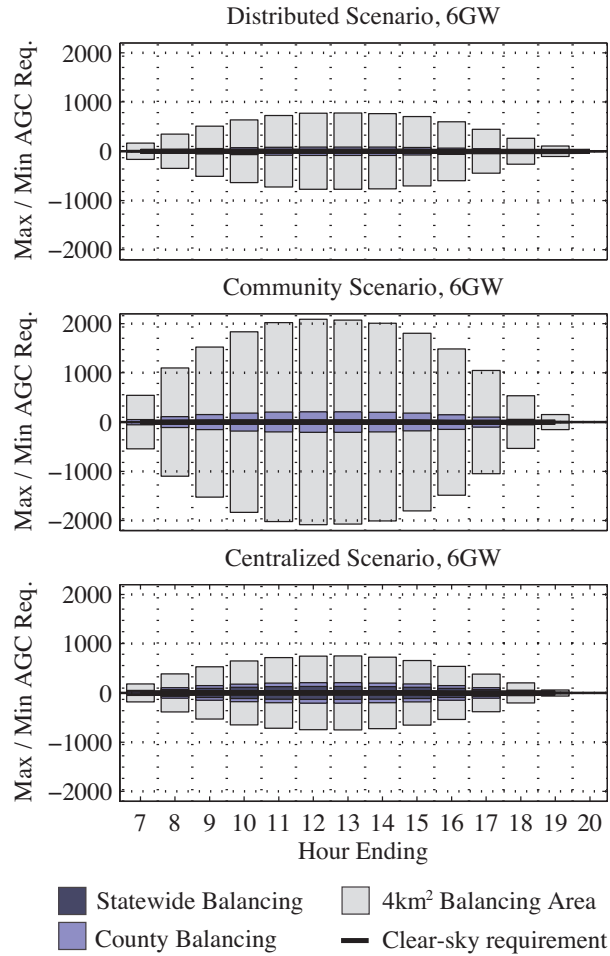 Distributed Scenario, 6GW
Max / Min AGC Req.
2000
1000
0
−1000
−2000
Community Scenario, 6GW
Max / Min AGC Req.
2000
1000
0
−1000
−2000
Centralized Scenario, 6GW
Max / Min AGC Req.
2000
1000
0
−1000
−2000
7 8 9 10 11 12 13 14 15 16 17 18 19 20
Hour Ending
Statewide Balancing
4km² Balancing Area
County Balancing
Clear-sky requirement